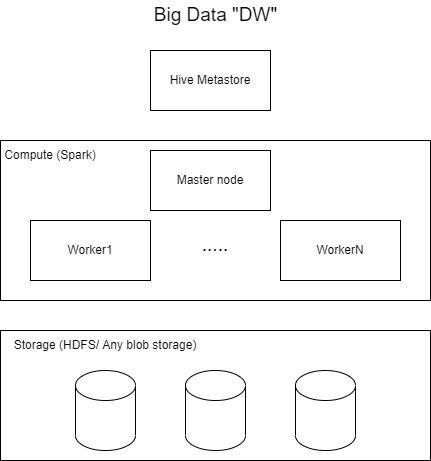 Big Data "DW"
Hive Metastore
Compute (Spark)
Master node
Worker1
.....
WorkerN
Storage (HDFS/ Any blob storage)